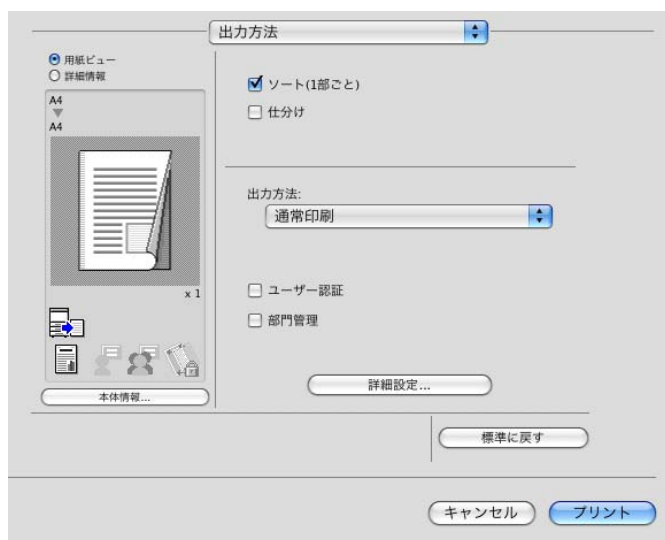 出力方法
用紙ビュー
詳細情報
A4
A4
x 1
本体情報...
ソート(1部ごと)
仕分け
出力方法:
通常印刷
ユーザー認証
部門管理
詳細設定...
標準に戻す
キャンセル
プリント